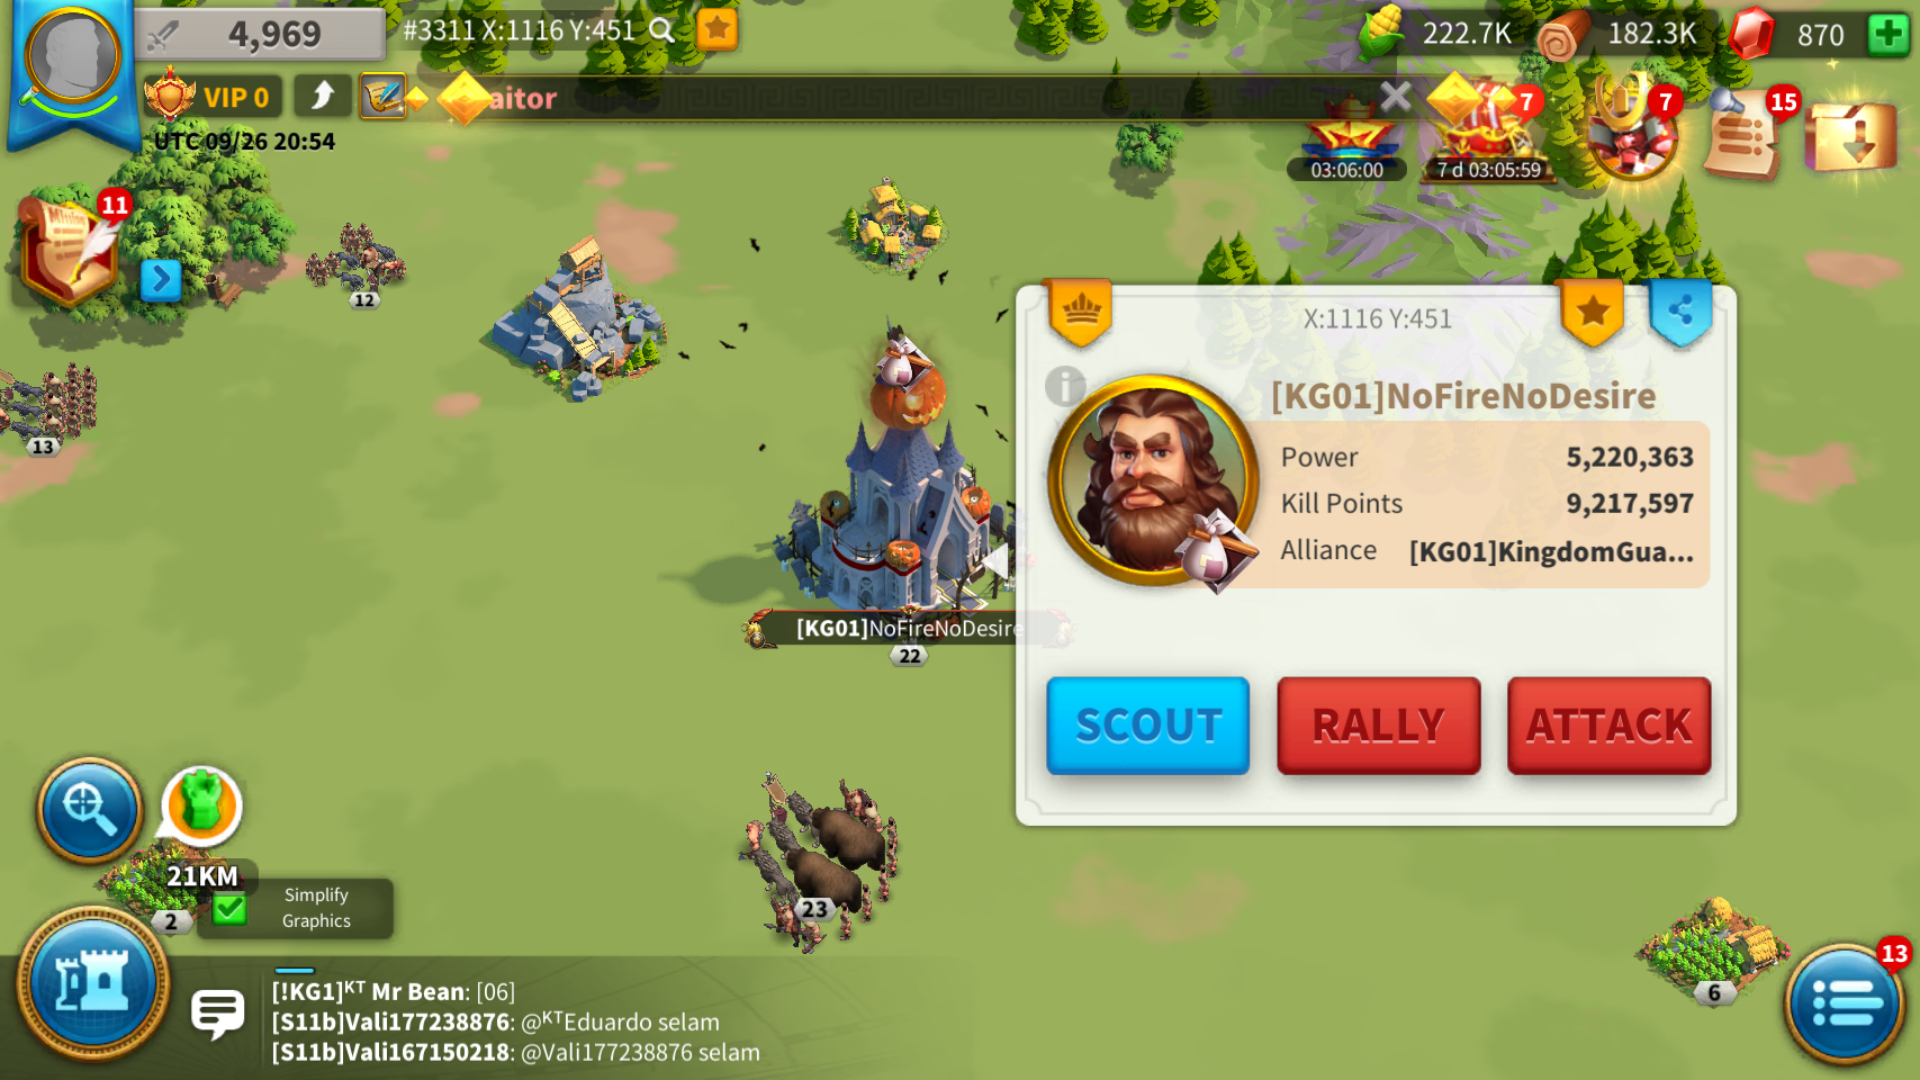 4,969
#3311 X:1116 Y:451
222.7K
182.3K
870
VIP 0
aitor
UTC 09/26 20:54
03:06:00
7
7 d 03:05:59
7
15
Mission
11
12
13
X:1116 Y:451
[KG01]NoFireNoDesire
Power 5,220,363
Kill Points 9,217,597
Alliance [KG01]KingdomGua...
[KG01]NoFireNoDesire
22
SCOUT
RALLY
ATTACK
23
21KM
2
Simplify
Graphics
6
13
[!KG1]ᴷᵀ Mr Bean: [06]
[S11b]Vali177238876: @ᴷᵀEduardo selam
[S11b]Vali167150218: @Vali177238876 selam